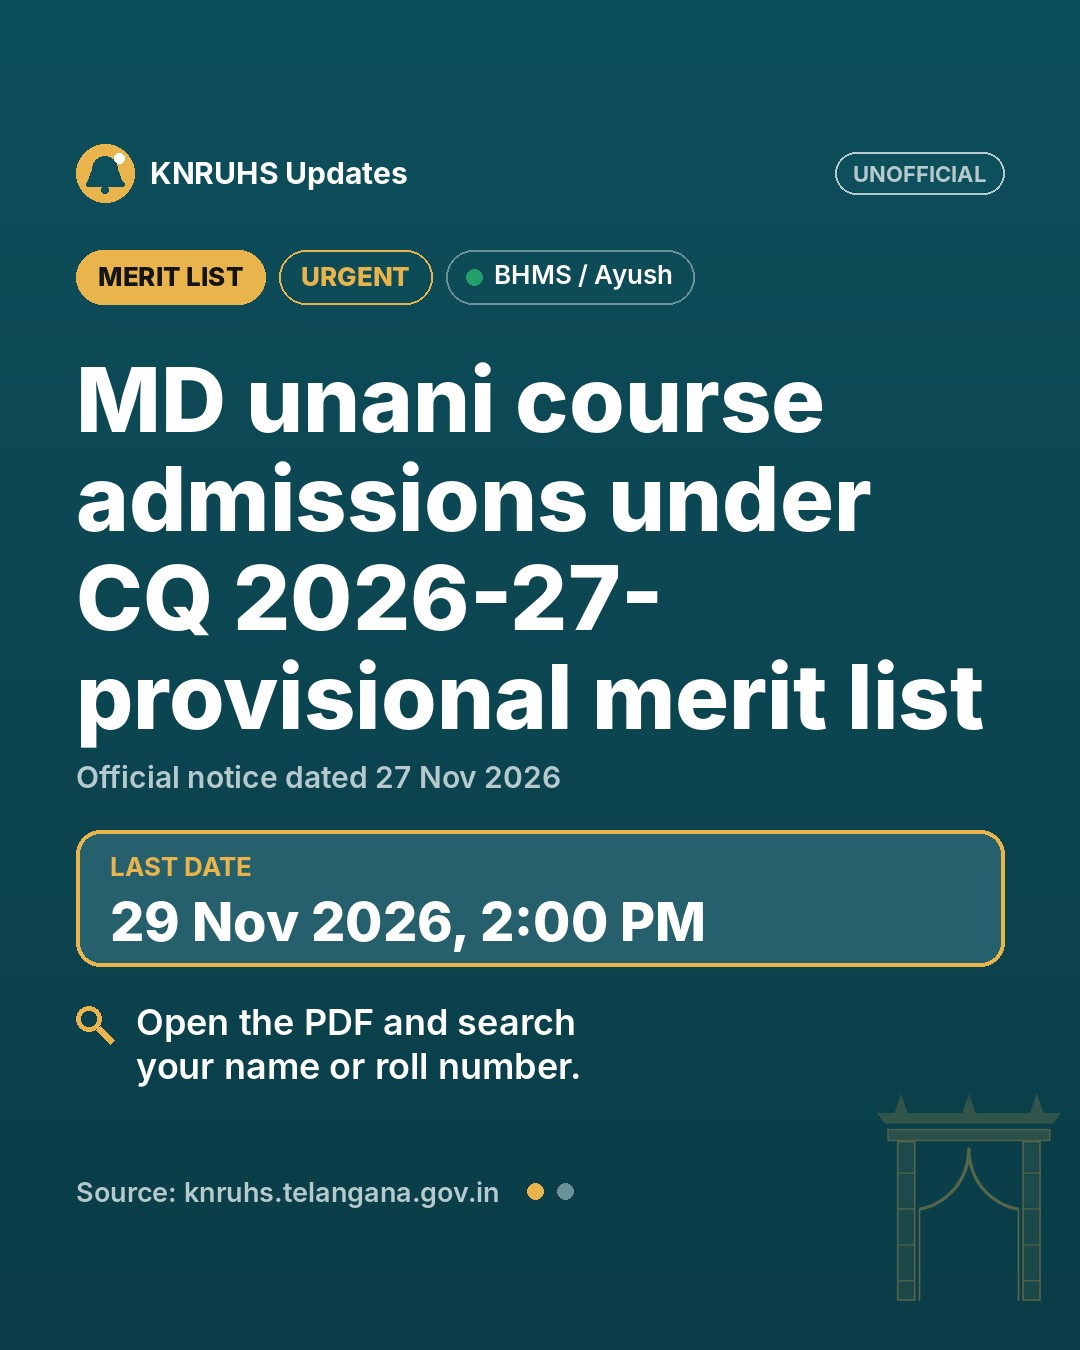 KNRUHS Updates
UNOFFICIAL
MERIT LIST
URGENT
BHMS / Ayush
MD unani course
admissions under
CQ 2026-27-
provisional merit list
Official notice dated 27 Nov 2026
LAST DATE
29 Nov 2026, 2:00 PM
Open the PDF and search
your name or roll number.
Source: knruhs.telangana.gov.in